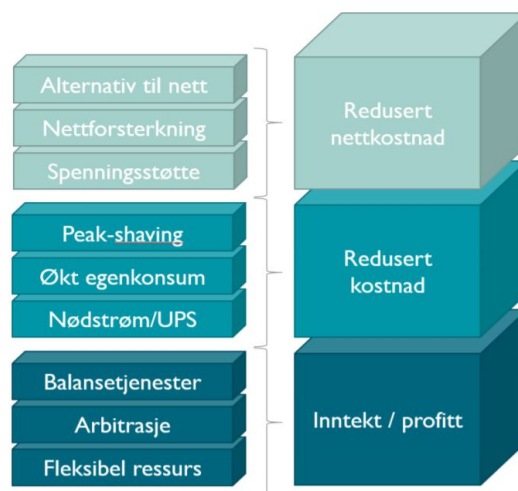 Alternativ til nett
Nettforsterkning
Spenningsstøtte
Redusert
nettkostnad
Peak-shaving
Økt egenkonsum
Nødstrøm/UPS
Redusert
kostnad
Balansetjenester
Arbitrasje
Fleksibel ressurs
Inntekt / profitt